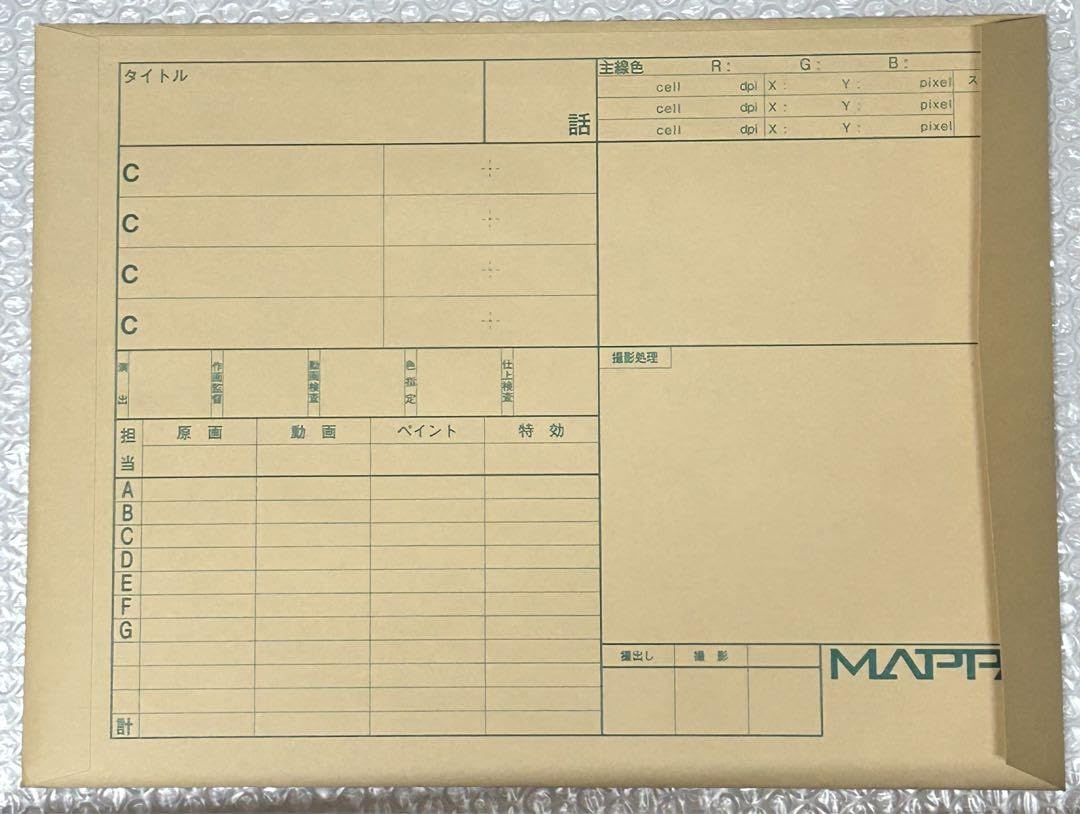 タイトル
話
主線色 R: G: B:
cell dpi X: Y: pixel ス
cell dpi X: Y: pixel
cell dpi X: Y: pixel
C
C
C
C
演出 作画監督 動画検査 色指定 仕上検査
撮影処理
担当 原画 動画 ペイント 特効
A
B
C
D
E
F
G
計
撮出し 撮影
MAPPA